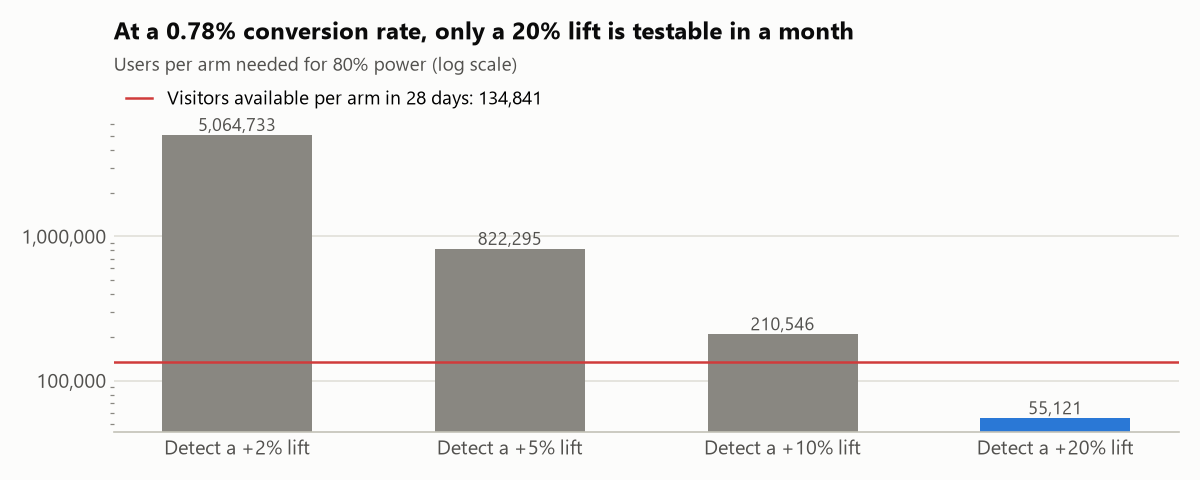 At a 0.78% conversion rate, only a 20% lift is testable in a month
Users per arm needed for 80% power (log scale)
Visitors available per arm in 28 days: 134,841
5,064,733
1,000,000
822,295
210,546
100,000
55,121
Detect a +2% lift
Detect a +5% lift
Detect a +10% lift
Detect a +20% lift